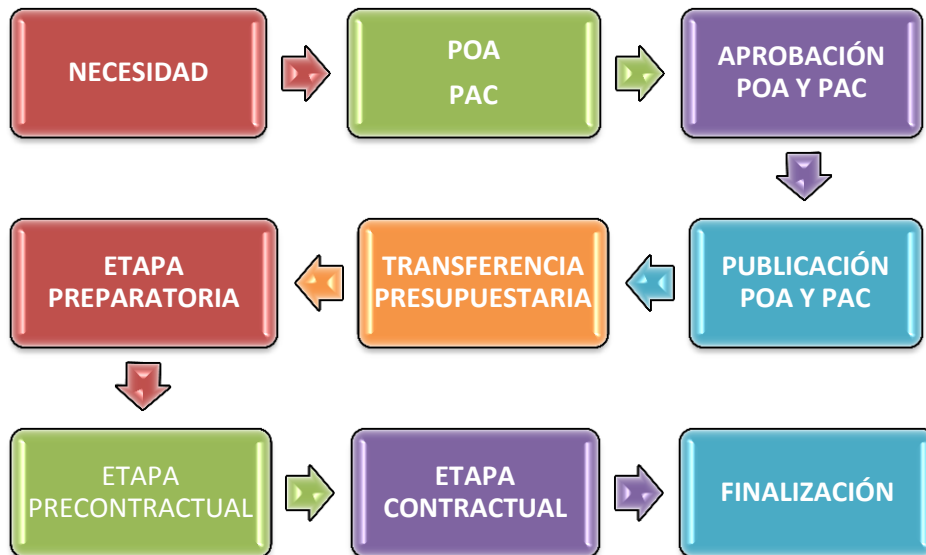 NECESIDAD
POA
PAC
APROBACIÓN
POA Y PAC
PUBLICACIÓN
POA Y PAC
TRANSFERENCIA
PRESUPUESTARIA
ETAPA
PREPARATORIA
ETAPA
PRECONTRACTUAL
ETAPA
CONTRACTUAL
FINALIZACIÓN